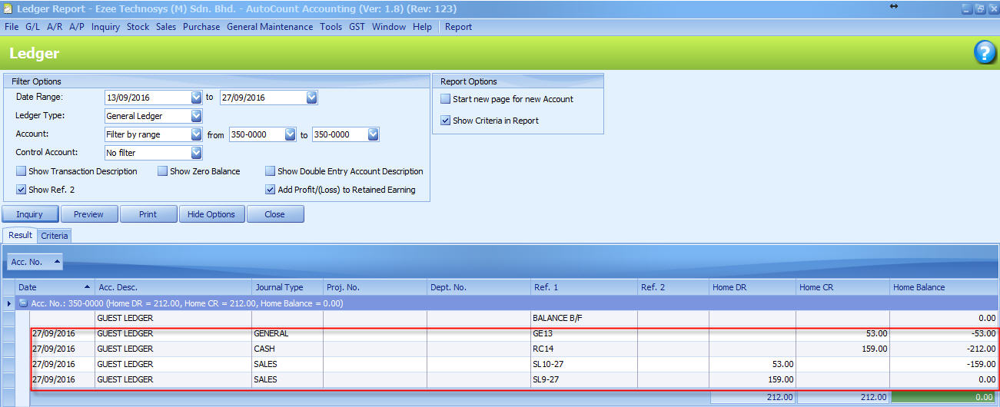 Ledger Report - Ezee Technosys (M) Sdn. Bhd. - AutoCount Accounting (Ver: 1.8) (Rev: 123)
File G/L A/R A/P Inquiry Stock Sales Purchase General Maintenance Tools GST Window Help Report
Ledger ?
Filter Options Report Options
Date Range: 13/09/2016 to 27/09/2016 Start new page for new Account
Ledger Type: General Ledger Show Criteria in Report
Account: Filter by range from 350-0000 to 350-0000
Control Account: No filter
Show Transaction Description Show Zero Balance Show Double Entry Account Description
Show Ref. 2 Add Profit/(Loss) to Retained Earning
Inquiry Preview Print Hide Options Close
Result Criteria
Acc. No.
Date Acc. Desc. Journal Type Proj. No. Dept. No. Ref. 1 Ref. 2 Home DR Home CR Home Balance
Acc. No.: 350-0000 (Home DR = 212.00, Home CR = 212.00, Home Balance = 0.00)
GUEST LEDGER BALANCE B/F 0.00
27/09/2016 GUEST LEDGER GENERAL GE13 53.00 -53.00
27/09/2016 GUEST LEDGER CASH RC14 159.00 -212.00
27/09/2016 GUEST LEDGER SALES SL10-27 53.00 -159.00
27/09/2016 GUEST LEDGER SALES SL9-27 159.00 0.00
212.00 212.00 0.00